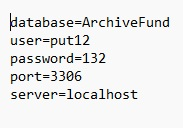 database=ArchiveFund
user=put12
password=132
port=3306
server=localhost